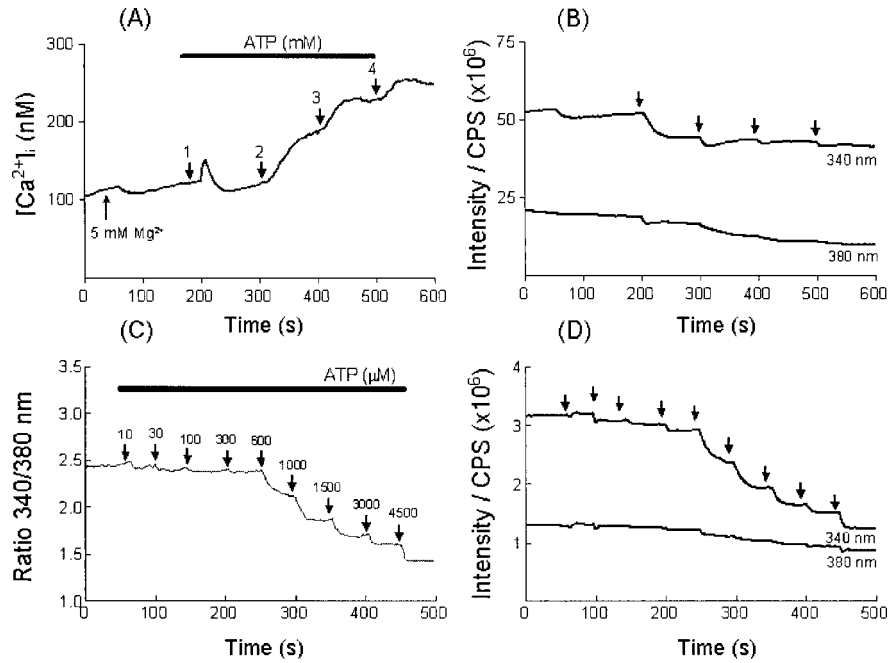 (A)
ATP (mM)
[Ca²⁺]ᵢ (nM)
300
200
100
0
1
2
3
4
5 mM Mg²⁺
0 100 200 300 400 500 600
Time (s)
(B)
Intensity / CPS (x10⁶)
75
50
25
340 nm
380 nm
0 100 200 300 400 500 600
Time (s)
(C)
ATP (μM)
Ratio 340/380 nm
3.5
3.0
2.5
2.0
1.5
1.0
10 30 100 300 600
1000
1500
3000
4500
0 100 200 300 400 500
Time (s)
(D)
Intensity / CPS (x10⁶)
4
3
2
1
340 nm
380 nm
0 100 200 300 400 500
Time (s)